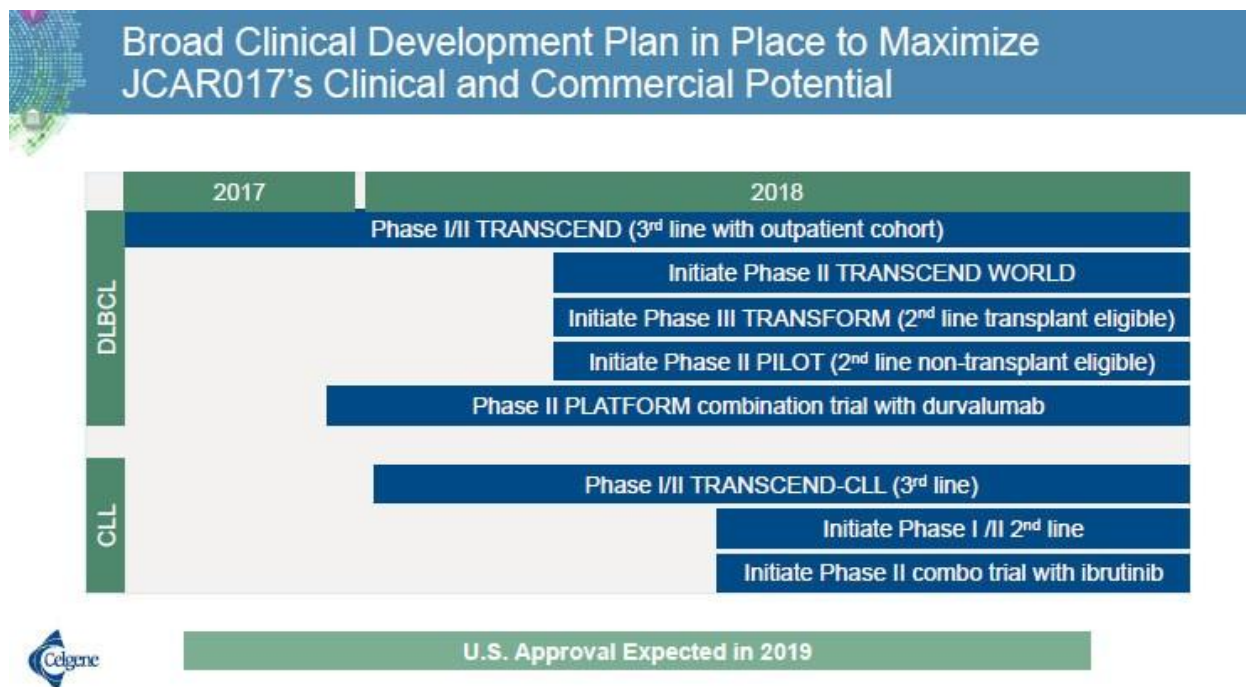 Broad Clinical Development Plan in Place to Maximize
JCAR017's Clinical and Commercial Potential
2017
2018
DLBCL
Phase I/II TRANSCEND (3rd line with outpatient cohort)
Initiate Phase II TRANSCEND WORLD
Initiate Phase III TRANSFORM (2nd line transplant eligible)
Initiate Phase II PILOT (2nd line non-transplant eligible)
Phase II PLATFORM combination trial with durvalumab
CLL
Phase I/II TRANSCEND-CLL (3rd line)
Initiate Phase I /II 2nd line
Initiate Phase II combo trial with ibrutinib
Celgene
U.S. Approval Expected in 2019